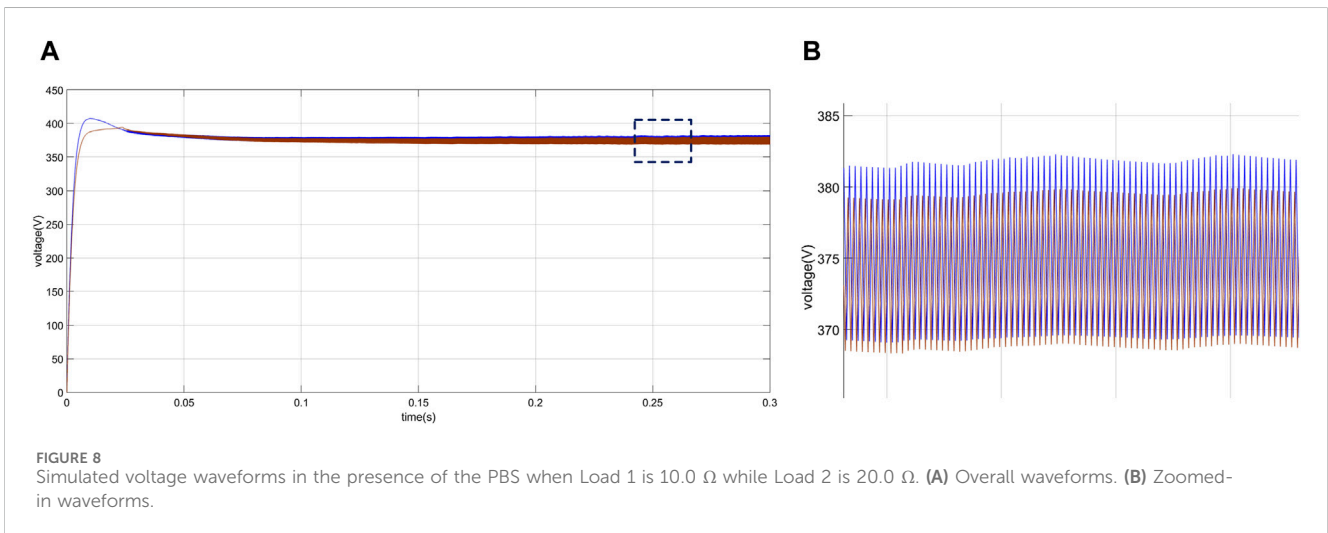 A
B
450
400
350
300
250
200
150
100
50
0
voltage(V)
0
0.05
0.1
0.15
0.2
0.25
0.3
time(s)
385
380
375
370
voltage(V)
FIGURE 8
Simulated voltage waveforms in the presence of the PBS when Load 1 is 10.0 Ω while Load 2 is 20.0 Ω. (A) Overall waveforms. (B) Zoomed-
in waveforms.